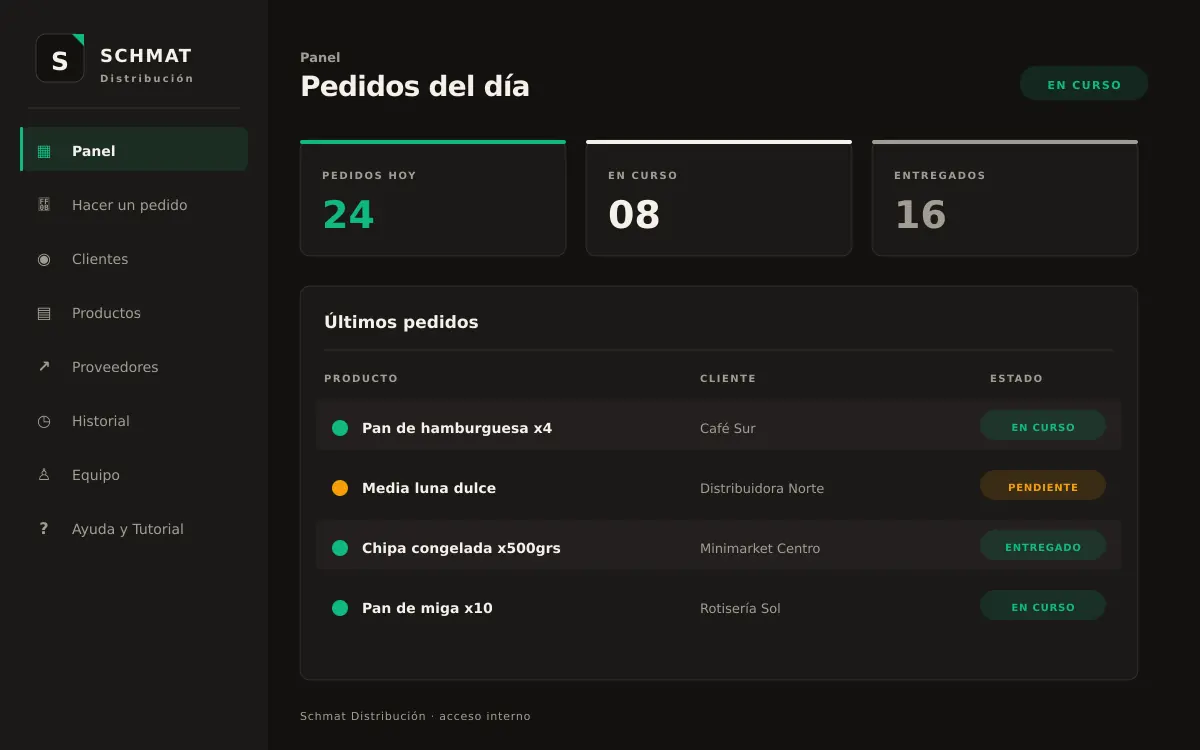 S
SCHMAT
Distribución
Panel
Hacer un pedido
Clientes
Productos
Proveedores
Historial
Equipo
? Ayuda y Tutorial
Panel
Pedidos del día
EN CURSO
PEDIDOS HOY
24
EN CURSO
08
ENTREGADOS
16
Últimos pedidos
PRODUCTO CLIENTE ESTADO
Pan de hamburguesa x4 Café Sur EN CURSO
Media luna dulce Distribuidora Norte PENDIENTE
Chipa congelada x500grs Minimarket Centro ENTREGADO
Pan de miga x10 Rotisería Sol EN CURSO
Schmat Distribución · acceso interno